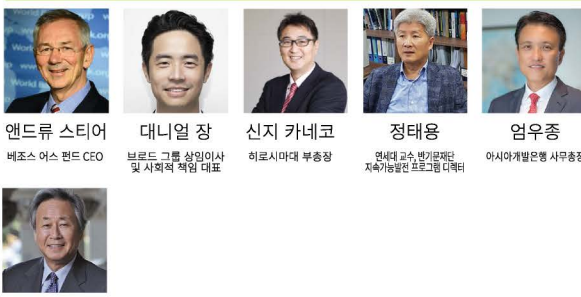 앤드류 스티어
베조스 어스 펀드 CEO
대니얼 장
브로드 그룹 상임이사
및 사회적 책임 대표
신지 카네코
히로시마대 부총장
정태용
연세대 교수, 반기문재단
지속가능발전 프로그램 디렉터
엄우종
아시아개발은행 사무총장